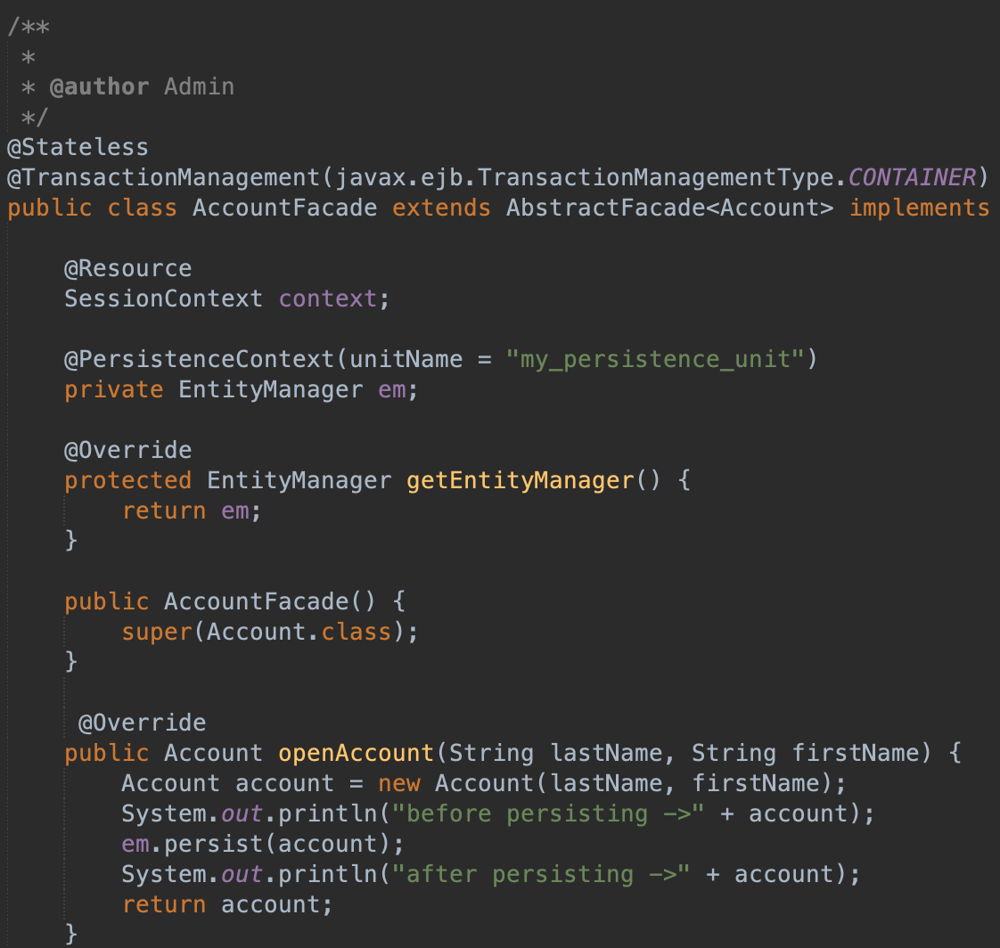 /**
 *
 * @author Admin
 */
@Stateless
@TransactionManagement(javax.ejb.TransactionManagementType.CONTAINER)
public class AccountFacade extends AbstractFacade<Account> implements
    @Resource
    SessionContext context;
    @PersistenceContext(unitName = "my_persistence_unit")
    private EntityManager em;
    @Override
    protected EntityManager getEntityManager() {
        return em;
    }
    public AccountFacade() {
        super(Account.class);
    }
     @Override
    public Account openAccount(String lastName, String firstName) {
        Account account = new Account(lastName, firstName);
        System.out.println("before persisting ->" + account);
        em.persist(account);
        System.out.println("after persisting ->" + account);
        return account;
    }